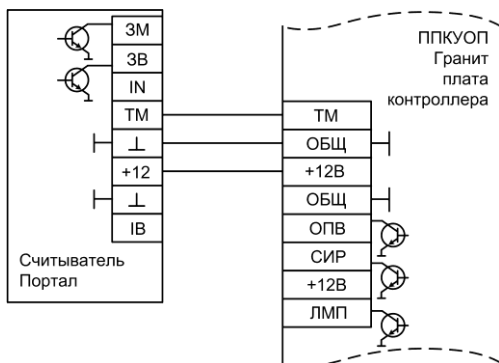 ЗМ
ЗВ
IN
ТМ
⊥
+12
⊥
IB
Считыватель
Портал
ППКУОП
Гранит
плата
контроллера
ТМ
ОБЩ
+12В
ОБЩ
ОПВ
СИР
+12В
ЛМП